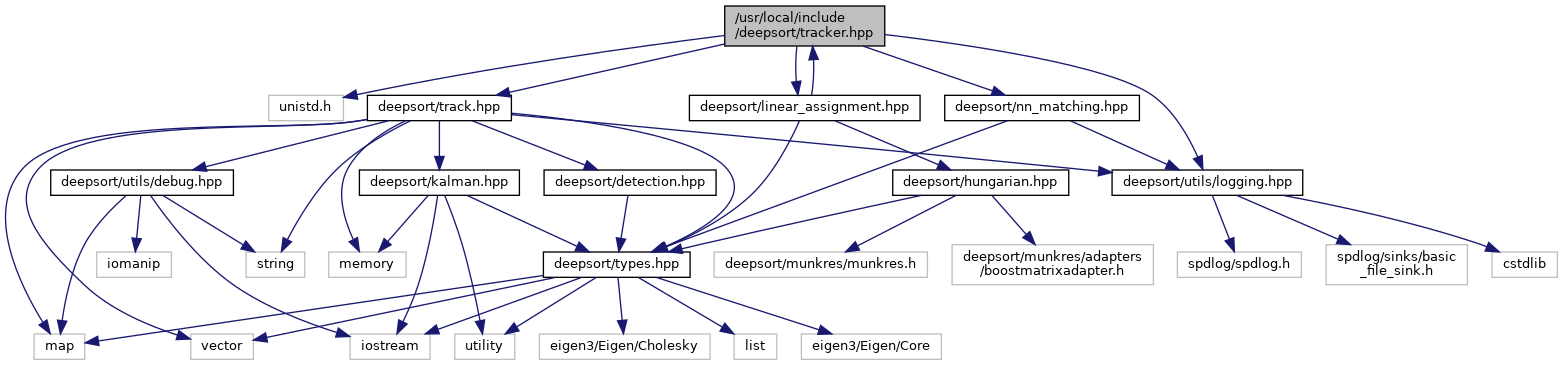 /usr/local/include
/deepsort/tracker.hpp
unistd.h
deepsort/track.hpp
deepsort/linear_assignment.hpp
deepsort/nn_matching.hpp
deepsort/utils/debug.hpp
deepsort/kalman.hpp
deepsort/detection.hpp
deepsort/hungarian.hpp
deepsort/utils/logging.hpp
iomanip
string
memory
deepsort/types.hpp
deepsort/munkres/munkres.h
deepsort/munkres/adapters
/boostmatrixadapter.h
spdlog/spdlog.h
spdlog/sinks/basic
_file_sink.h
cstdlib
map
vector
iostream
utility
eigen3/Eigen/Cholesky
list
eigen3/Eigen/Core